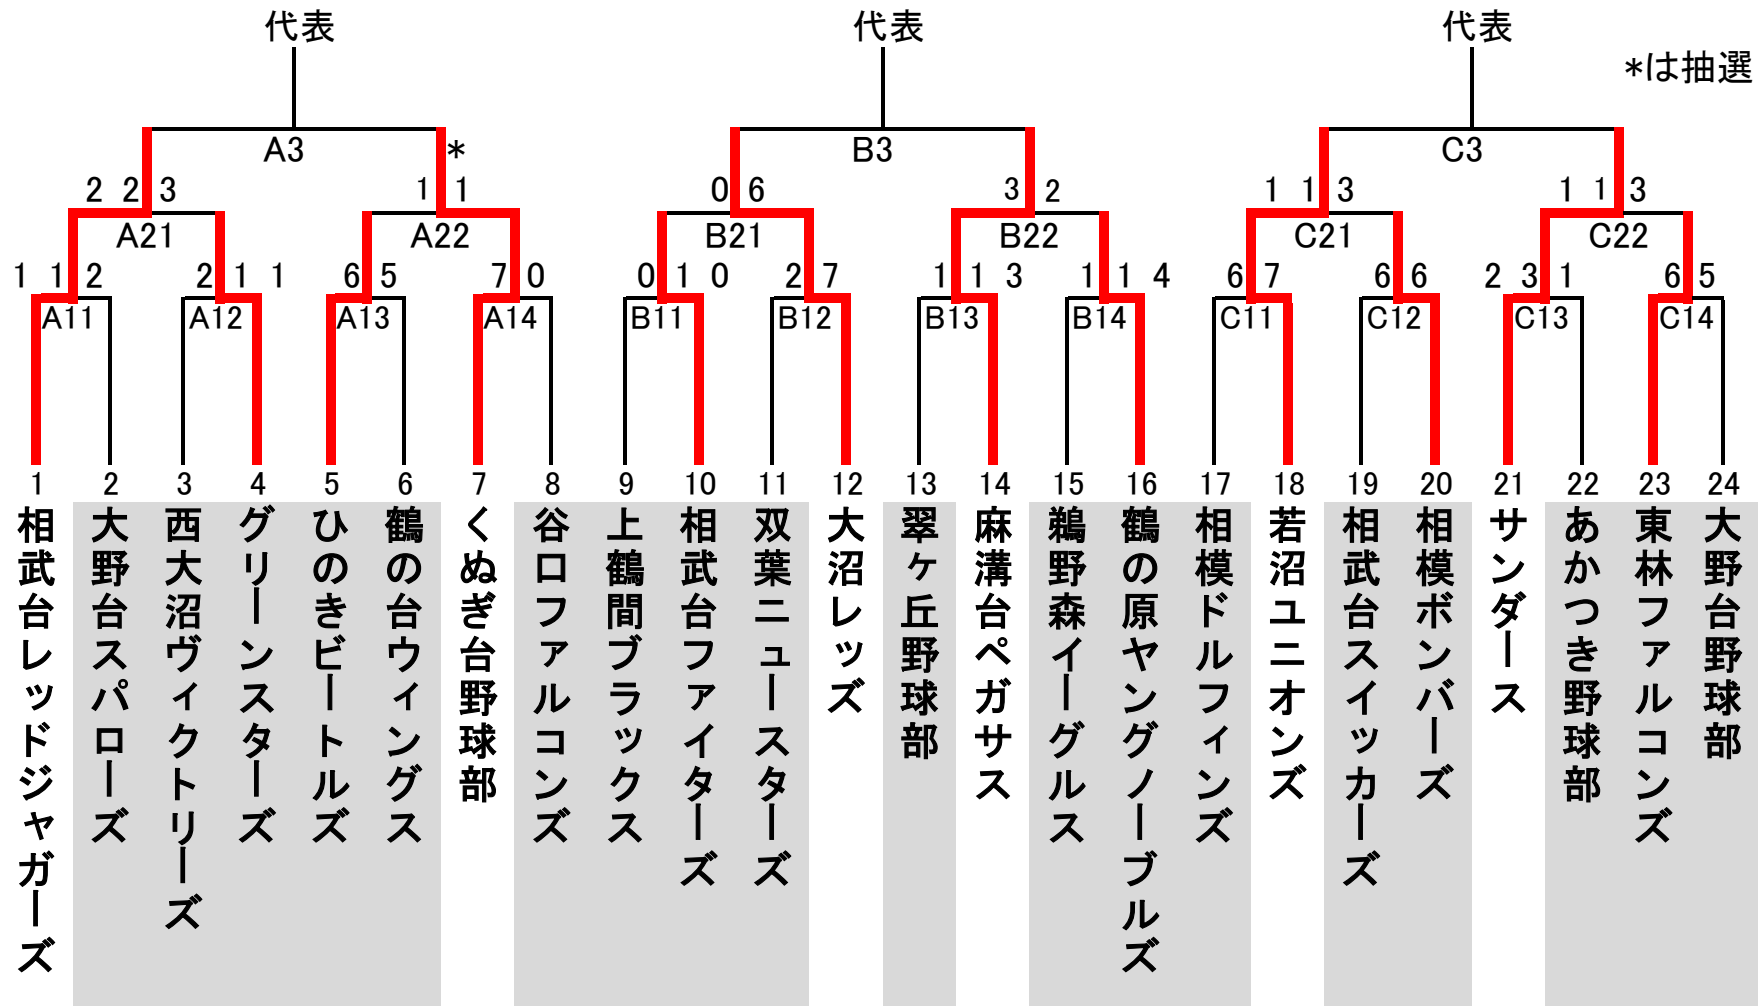 代表 代表 代表
*は抽選
A3 * B3 C3
2 2 3 1 1 0 6 3 2 1 1 3 1 1 3
A21 A22 B21 B22 C21 C22
1 1 2 2 1 1 6 5 7 0 0 1 0 2 7 1 1 3 1 1 4 6 7 6 6 2 3 1 6 5
A11 A12 A13 A14 B11 B12 B13 B14 C11 C12 C13 C14
1 2 3 4 5 6 7 8 9 10 11 12 13 14 15 16 17 18 19 20 21 22 23 24
相武台レッドジャガーズ
大野台スパローズ
西大沼ヴィクトリーズ
グリーンスターズ
ひのきビートルズ
鶴の台ウィングス
くぬぎ台野球部
谷口ファルコンズ
上鶴間ブラックス
相武台ファイターズ
双葉ニュースターズ
大沼レッズ
翠ヶ丘野球部
麻溝台ペガサス
鵜野森イーグルス
鶴の原ヤングノーブルズ
相模ドルフィンズ
若沼ユニオンズ
相武台スイッカーズ
相模ボンバーズ
サンダース
あかつき野球部
東林ファルコンズ
大野台野球部